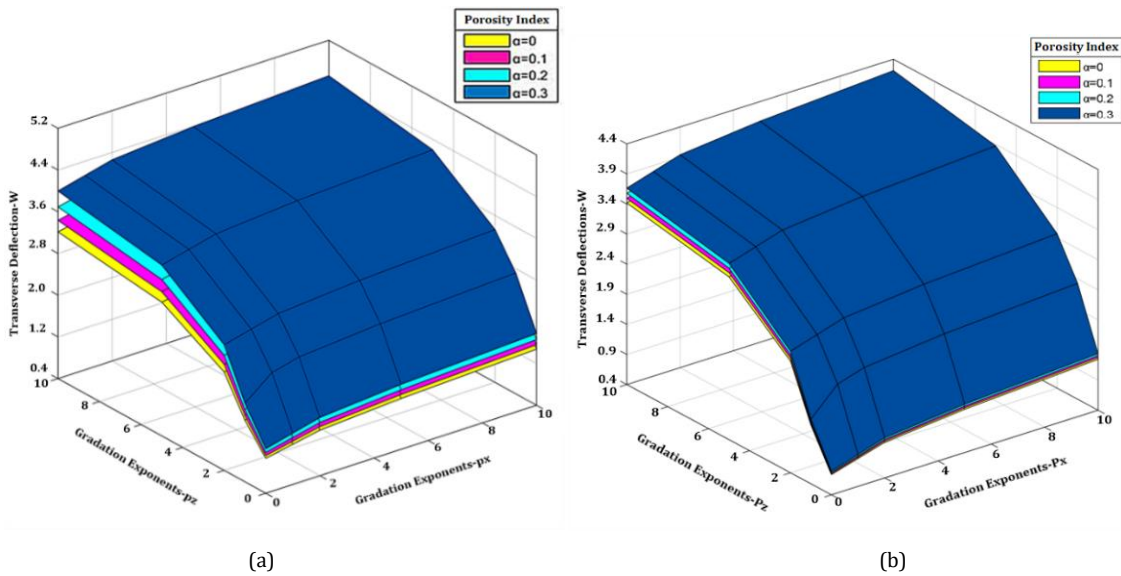 Porosity Index
α=0
α=0.1
α=0.2
α=0.3
5.2
4.4
3.6
2.8
2.0
1.2
0.4
Transverse Deflection-W
10
8
6
4
2
0
Gradation Exponents-pz
0
2
4
6
8
10
Gradation Exponents-px
(a)
Porosity Index
α=0
α=0.1
α=0.2
α=0.3
4.4
3.9
3.4
2.9
2.4
1.9
1.4
0.9
0.4
Transverse Deflections-W
10
8
6
4
2
0
Gradation Exponents-Pz
0
2
4
6
8
10
Gradation Exponents-Px
(b)